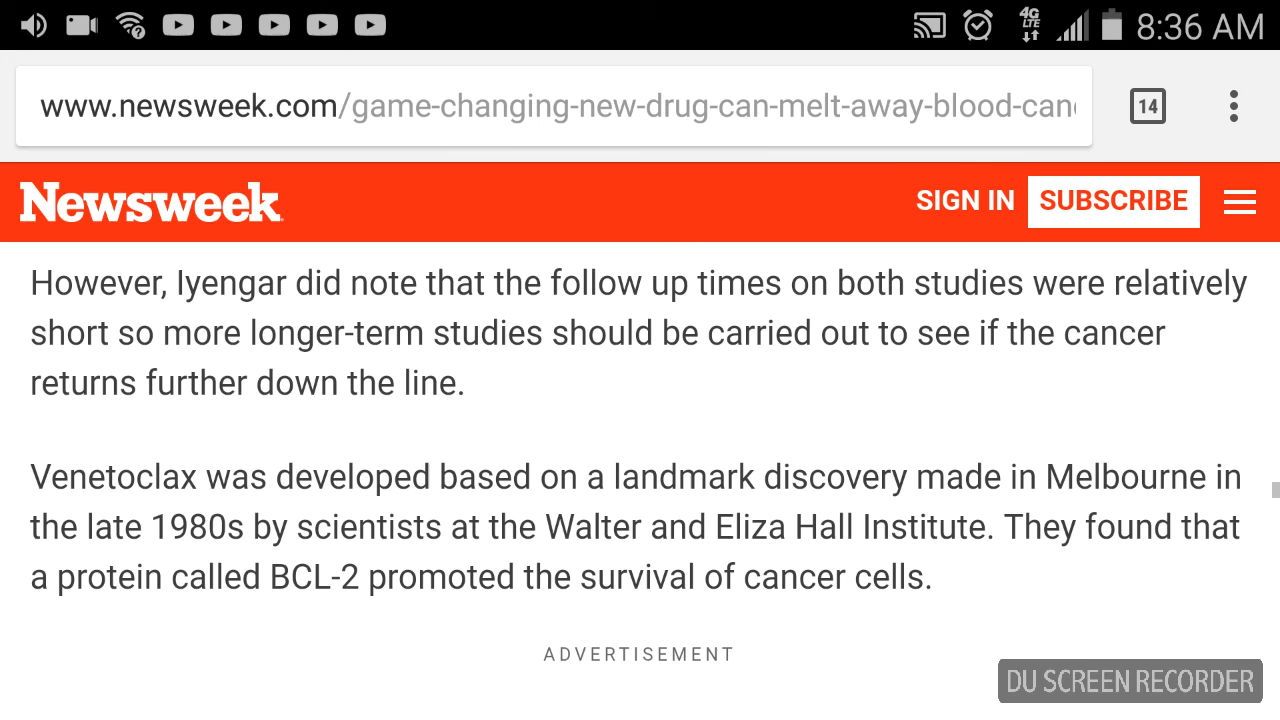 4G
LTE
8:36 AM
www.newsweek.com/game-changing-new-drug-can-melt-away-blood-can
14
Newsweek
SIGN IN
SUBSCRIBE
However, Iyengar did note that the follow up times on both studies were relatively
short so more longer-term studies should be carried out to see if the cancer
returns further down the line.
Venetoclax was developed based on a landmark discovery made in Melbourne in
the late 1980s by scientists at the Walter and Eliza Hall Institute. They found that
a protein called BCL-2 promoted the survival of cancer cells.
ADVERTISEMENT
DU SCREEN RECORDER